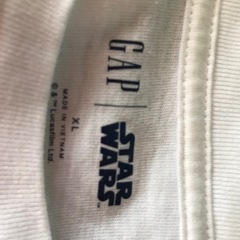 GAP | STAR
WARS
XL
MADE IN VIETNAM
© & ™ Lucasfilm Ltd.